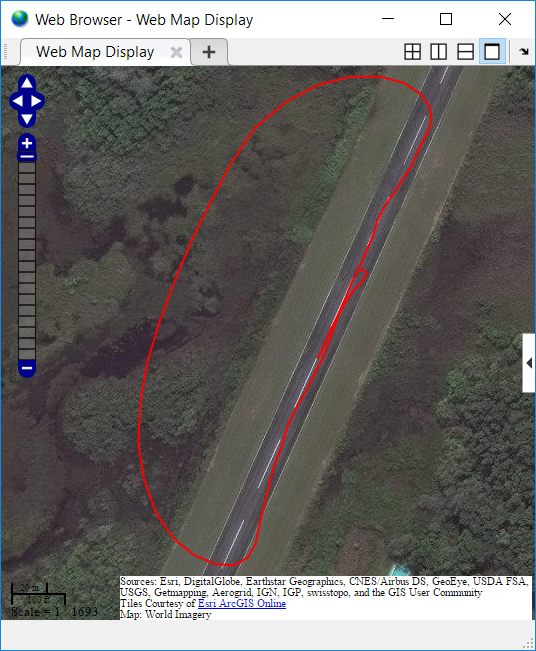 Web Browser - Web Map Display
Web Map Display
20 m
100 ft
Scale = 1 : 1693
Sources: Esri, DigitalGlobe, Earthstar Geographics, CNES/Airbus DS, GeoEye, USDA FSA,
USGS, Getmapping, Aerogrid, IGN, IGP, swisstopo, and the GIS User Community
Tiles Courtesy of Esri ArcGIS Online
Map: World Imagery